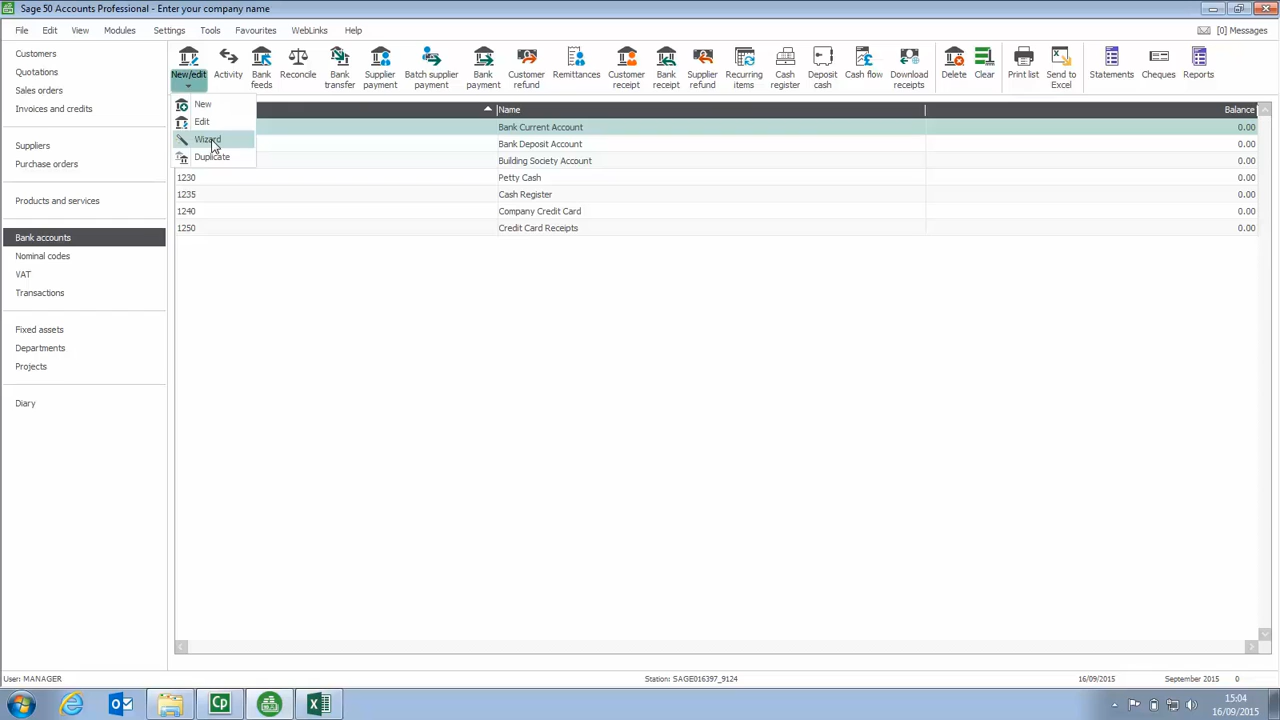 Sage 50 Accounts Professional - Enter your company name
File Edit View Modules Settings Tools Favourites WebLinks Help [0] Messages
Customers
Quotations
Sales orders
Invoices and credits
Suppliers
Purchase orders
Products and services
Bank accounts
Nominal codes
VAT
Transactions
Fixed assets
Departments
Projects
Diary
New/edit
Activity
Bank feeds
Reconcile
Bank transfer
Supplier payment
Batch supplier payment
Bank payment
Customer refund
Remittances
Customer receipt
Bank receipt
Supplier refund
Recurring items
Cash register
Deposit cash
Cash flow
Download receipts
Delete
Clear
Print list
Send to Excel
Statements
Cheques
Reports
New
Edit
Wizard
Duplicate
Name Balance
Bank Current Account 0.00
Bank Deposit Account 0.00
Building Society Account 0.00
1230 Petty Cash 0.00
1235 Cash Register 0.00
1240 Company Credit Card 0.00
1250 Credit Card Receipts 0.00
User: MANAGER Station: SAGE016397_9124 16/09/2015 September 2015 0
Cp
15:04
16/09/2015